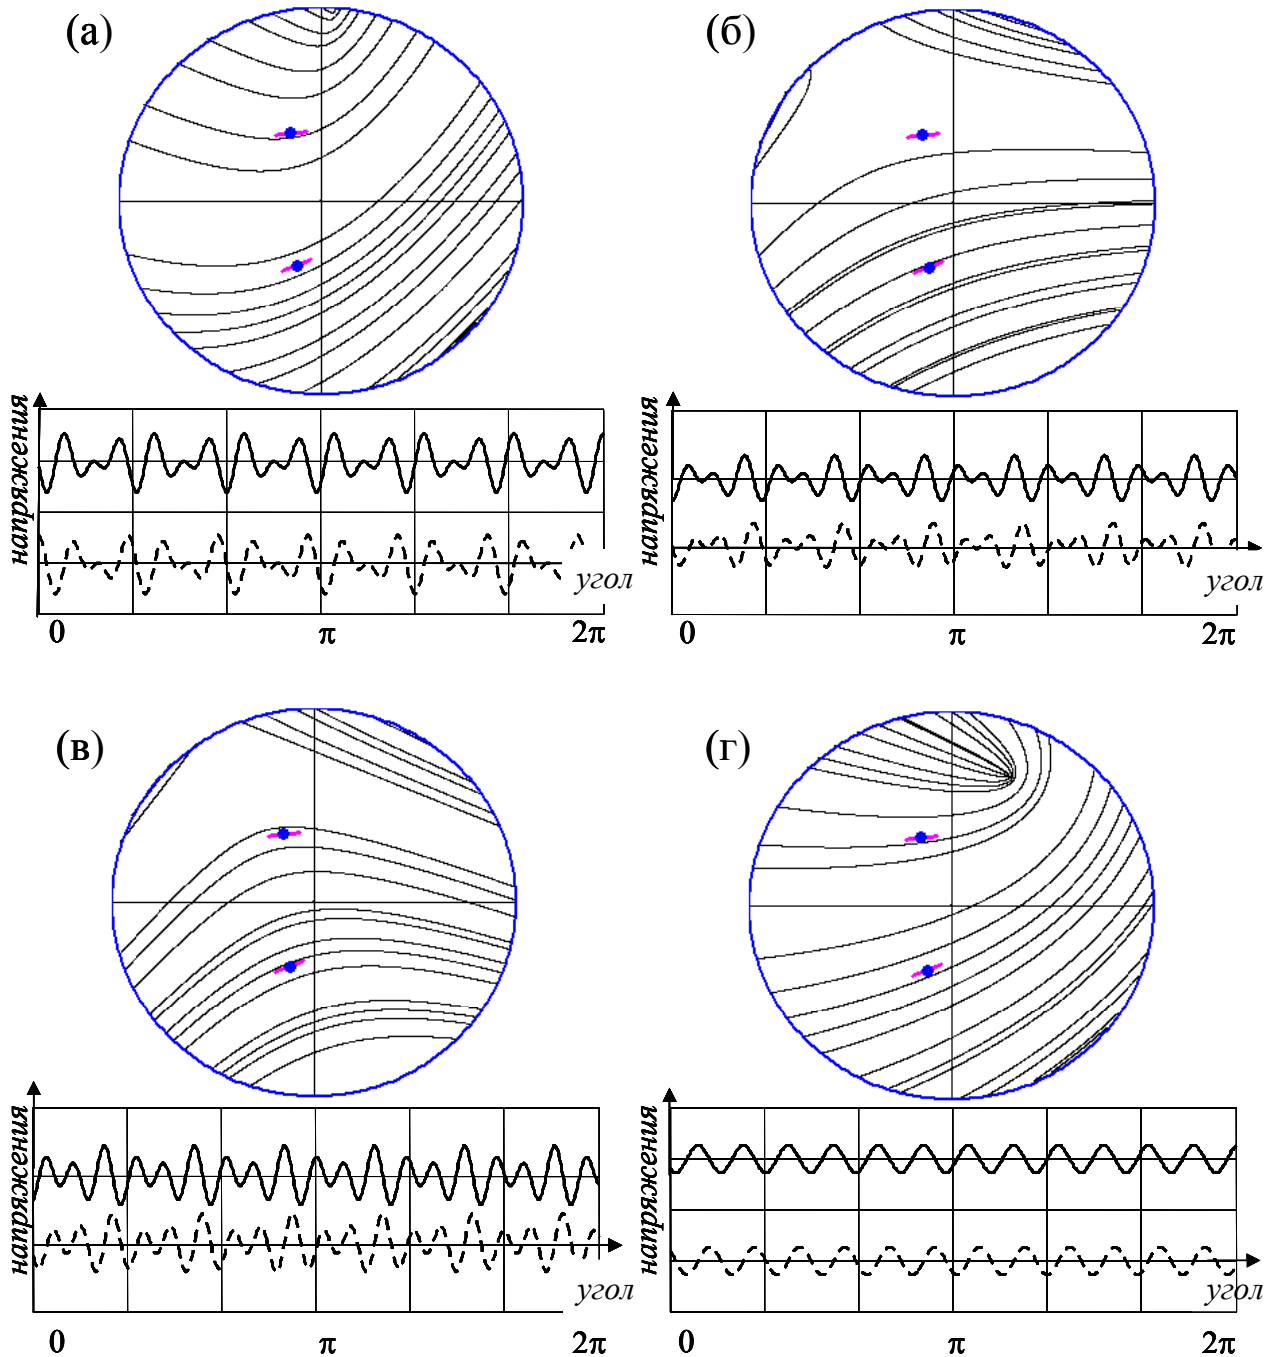 (а)
(б)
напряжения
угол
0 π 2π
напряжения
угол
0 π 2π
(в)
(г)
напряжения
угол
0 π 2π
напряжения
угол
0 π 2π